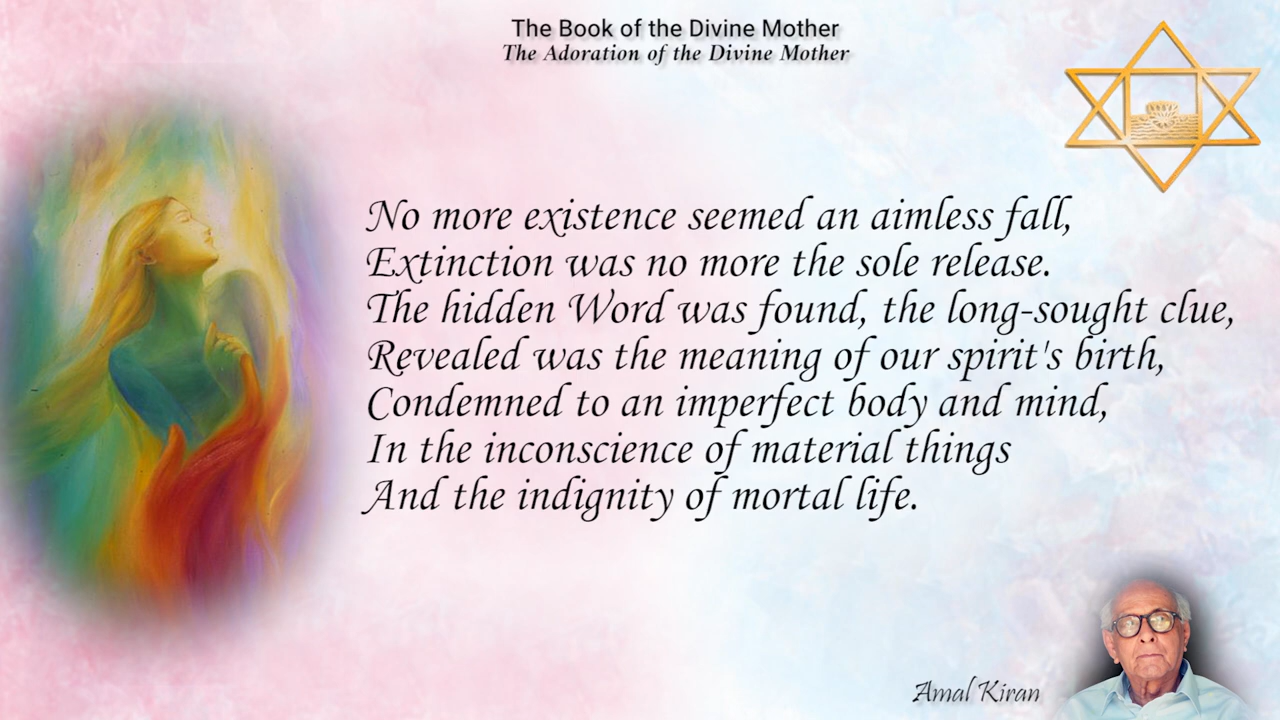 The Book of the Divine Mother
The Adoration of the Divine Mother
No more existence seemed an aimless fall,
Extinction was no more the sole release.
The hidden Word was found, the long-sought clue,
Revealed was the meaning of our spirit's birth,
Condemned to an imperfect body and mind,
In the inconscience of material things
And the indignity of mortal life.
Amal Kiran